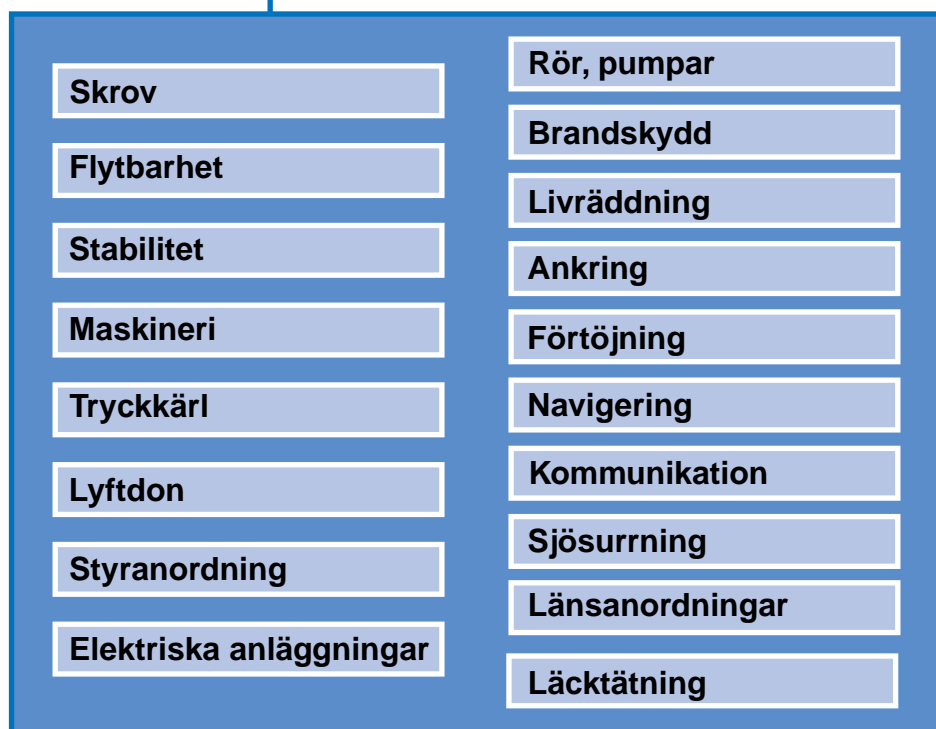 Skrov
Flytbarhet
Stabilitet
Maskineri
Tryckkärl
Lyftdon
Styranordning
Elektriska anläggningar
Rör, pumpar
Brandskydd
Livräddning
Ankring
Förtöjning
Navigering
Kommunikation
Sjösurrning
Länsanordningar
Läcktätning